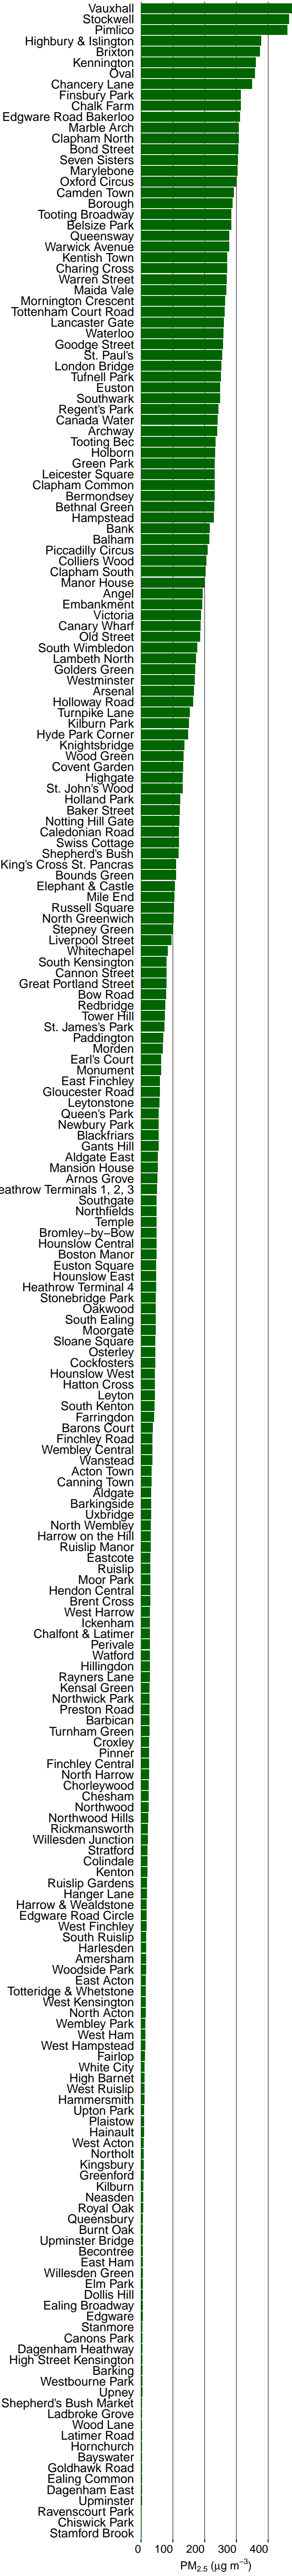 Vauxhall
Stockwell
Pimlico
Highbury & Islington
Brixton
Kennington
Oval
Chancery Lane
Finsbury Park
Chalk Farm
Edgware Road Bakerloo
Marble Arch
Clapham North
Bond Street
Seven Sisters
Marylebone
Oxford Circus
Camden Town
Borough
Tooting Broadway
Belsize Park
Queensway
Warwick Avenue
Kentish Town
Charing Cross
Warren Street
Maida Vale
Mornington Crescent
Tottenham Court Road
Lancaster Gate
Waterloo
Goodge Street
St. Paul's
London Bridge
Tufnell Park
Euston
Southwark
Regent's Park
Canada Water
Archway
Tooting Bec
Holborn
Green Park
Leicester Square
Clapham Common
Bermondsey
Bethnal Green
Hampstead
Bank
Balham
Piccadilly Circus
Colliers Wood
Clapham South
Manor House
Angel
Embankment
Victoria
Canary Wharf
Old Street
South Wimbledon
Lambeth North
Golders Green
Westminster
Arsenal
Holloway Road
Turnpike Lane
Kilburn Park
Hyde Park Corner
Knightsbridge
Wood Green
Covent Garden
Highgate
St. John's Wood
Holland Park
Baker Street
Notting Hill Gate
Caledonian Road
Swiss Cottage
Shepherd's Bush
King's Cross St. Pancras
Bounds Green
Elephant & Castle
Mile End
Russell Square
North Greenwich
Stepney Green
Liverpool Street
Whitechapel
South Kensington
Cannon Street
Great Portland Street
Bow Road
Redbridge
Tower Hill
St. James's Park
Paddington
Morden
Earl's Court
Monument
East Finchley
Gloucester Road
Leytonstone
Queen's Park
Newbury Park
Blackfriars
Gants Hill
Aldgate East
Mansion House
Arnos Grove
eathrow Terminals 1, 2, 3
Southgate
Northfields
Temple
Bromley−by−Bow
Hounslow Central
Boston Manor
Euston Square
Hounslow East
Heathrow Terminal 4
Stonebridge Park
Oakwood
South Ealing
Moorgate
Sloane Square
Osterley
Cockfosters
Hounslow West
Hatton Cross
Leyton
South Kenton
Farringdon
Barons Court
Finchley Road
Wembley Central
Wanstead
Acton Town
Canning Town
Aldgate
Barkingside
Uxbridge
North Wembley
Harrow on the Hill
Ruislip Manor
Eastcote
Ruislip
Moor Park
Hendon Central
Brent Cross
West Harrow
Ickenham
Chalfont & Latimer
Perivale
Watford
Hillingdon
Rayners Lane
Kensal Green
Northwick Park
Preston Road
Barbican
Turnham Green
Croxley
Pinner
Finchley Central
North Harrow
Chorleywood
Chesham
Northwood
Northwood Hills
Rickmansworth
Willesden Junction
Stratford
Colindale
Kenton
Ruislip Gardens
Hanger Lane
Harrow & Wealdstone
Edgware Road Circle
West Finchley
South Ruislip
Harlesden
Amersham
Woodside Park
East Acton
Totteridge & Whetstone
West Kensington
North Acton
Wembley Park
West Ham
West Hampstead
Fairlop
White City
High Barnet
West Ruislip
Hammersmith
Upton Park
Plaistow
Hainault
West Acton
Northolt
Kingsbury
Greenford
Kilburn
Neasden
Royal Oak
Queensbury
Burnt Oak
Upminster Bridge
Becontree
East Ham
Willesden Green
Elm Park
Dollis Hill
Ealing Broadway
Edgware
Stanmore
Canons Park
Dagenham Heathway
High Street Kensington
Barking
Westbourne Park
Upney
Shepherd's Bush Market
Ladbroke Grove
Wood Lane
Latimer Road
Hornchurch
Bayswater
Goldhawk Road
Ealing Common
Dagenham East
Upminster
Ravenscourt Park
Chiswick Park
Stamford Brook
0 100 200 300 400
PM2.5 (μg m−3)